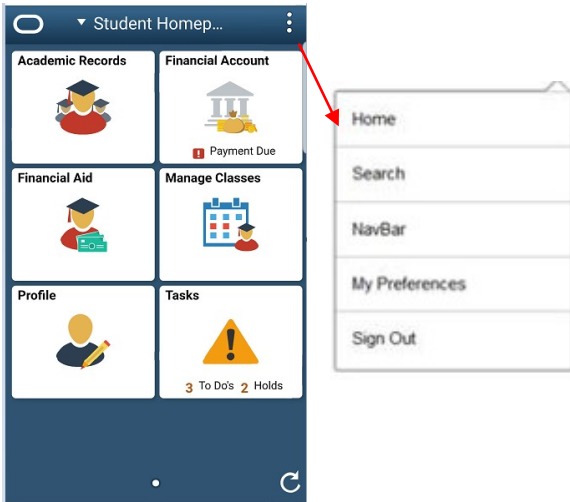 ▼ Student Homep...
Academic Records
Financial Account
! Payment Due
Financial Aid
Manage Classes
Profile
Tasks
3 To Do's 2 Holds
Home
Search
NavBar
My Preferences
Sign Out